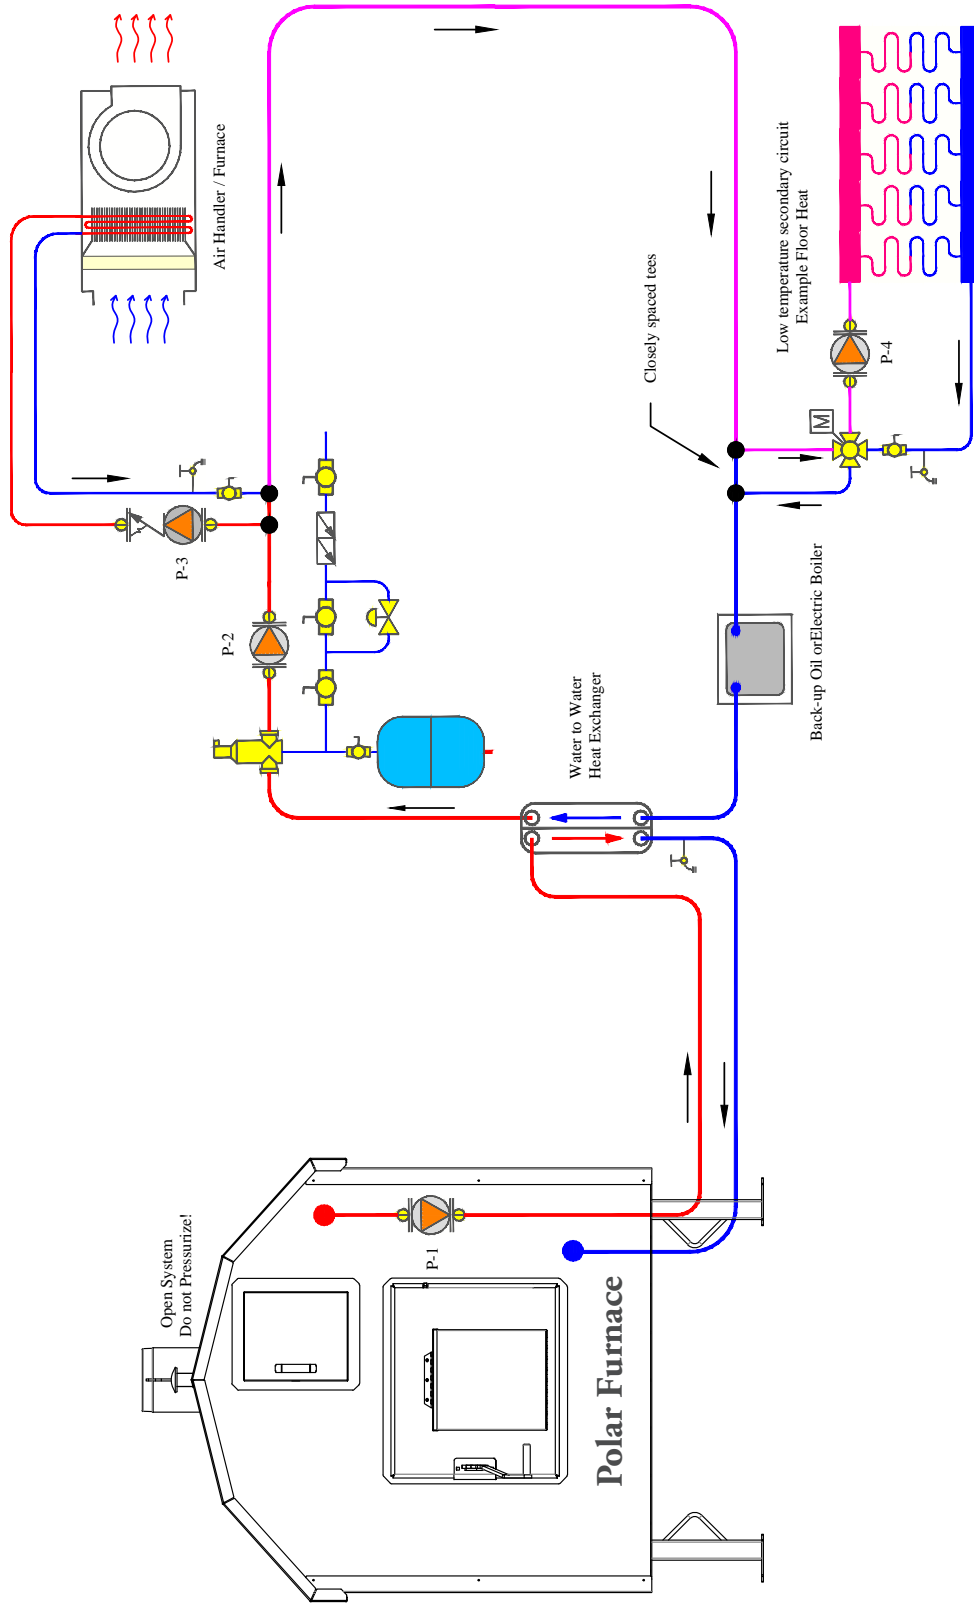 Open System
Do not Pressurize!
Polar Furnace
P-1
Water to Water
Heat Exchanger
Back-up Oil orElectric Boiler
P-2
P-3
Air Handler / Furnace
Closely spaced tees
Low temperature secondary circuit
Example Floor Heat
M
P-4